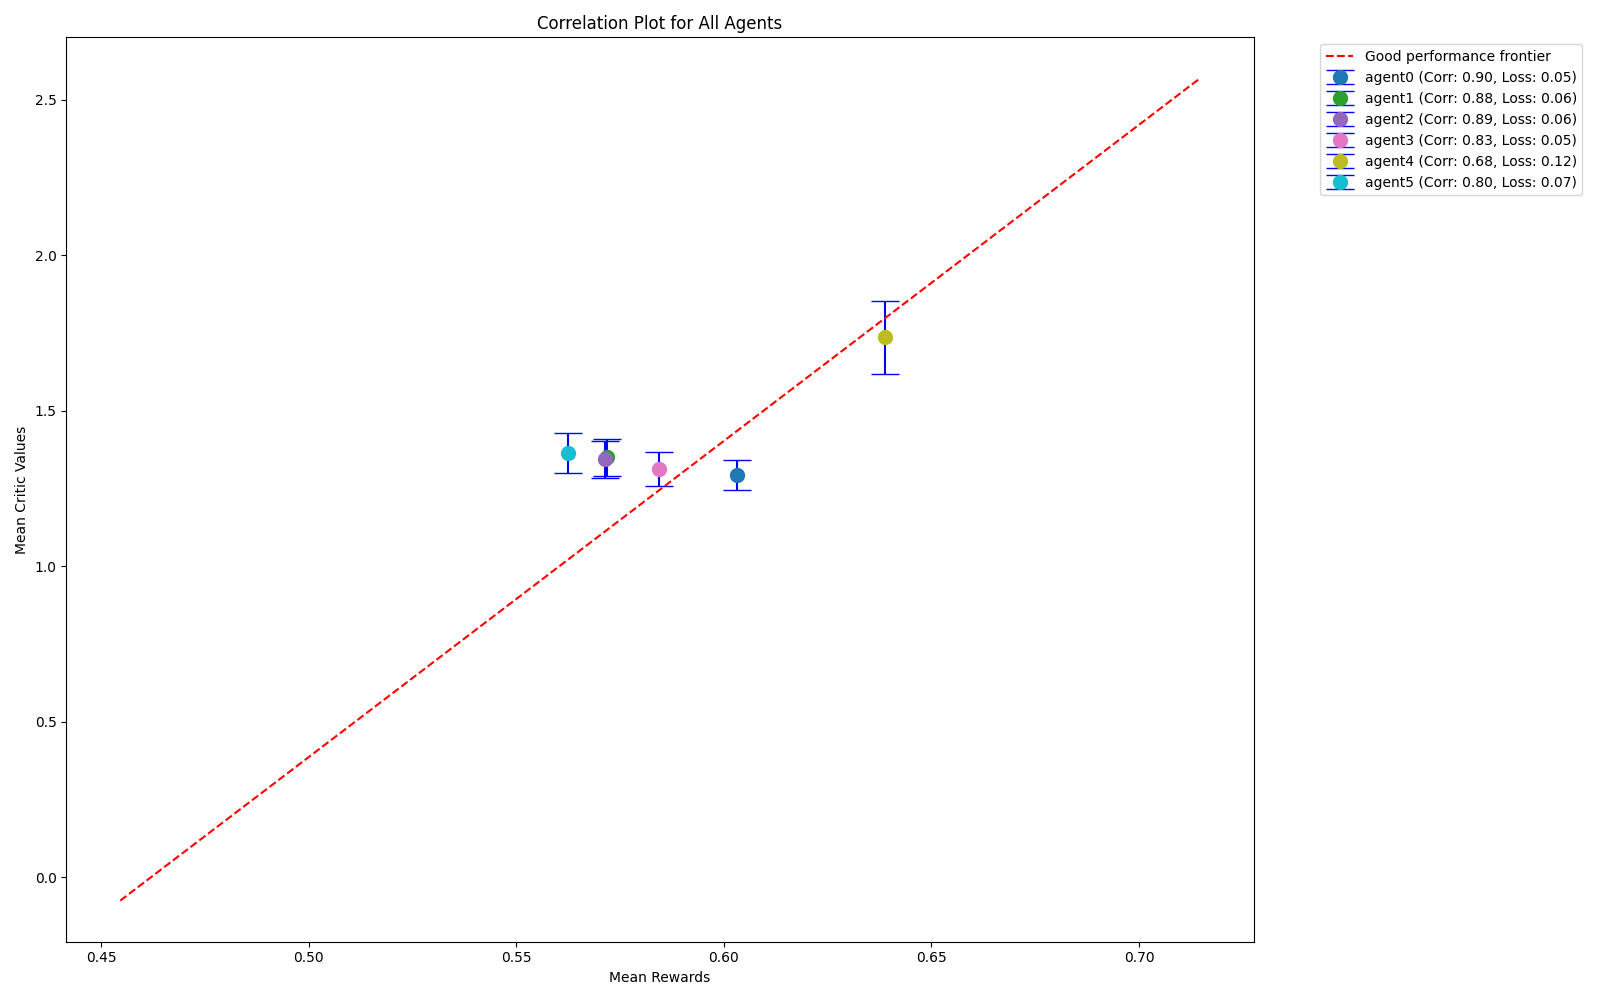 Correlation Plot for All Agents
Good performance frontier
agent0 (Corr: 0.90, Loss: 0.05)
agent1 (Corr: 0.88, Loss: 0.06)
agent2 (Corr: 0.89, Loss: 0.06)
agent3 (Corr: 0.83, Loss: 0.05)
agent4 (Corr: 0.68, Loss: 0.12)
agent5 (Corr: 0.80, Loss: 0.07)
Mean Critic Values
2.5
2.0
1.5
1.0
0.5
0.0
0.45 0.50 0.55 0.60 0.65 0.70
Mean Rewards